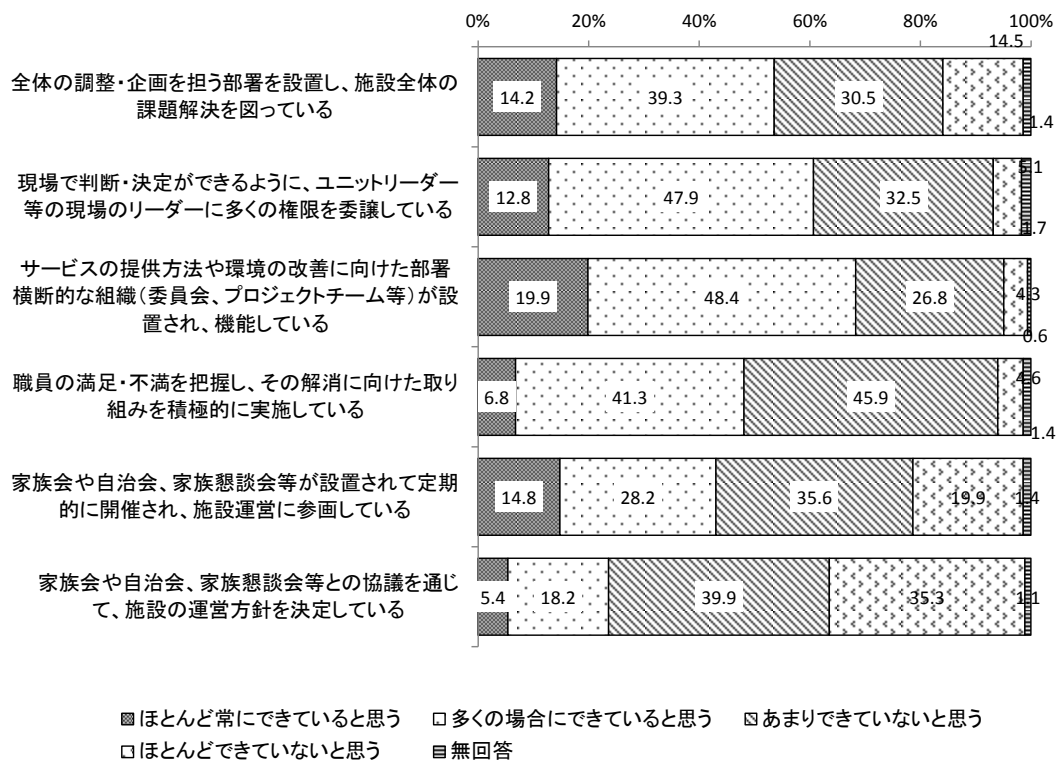 0% 20% 40% 60% 80% 100%
全体の調整・企画を担う部署を設置し、施設全体の
課題解決を図っている
14.2 39.3 30.5 14.5 1.4
現場で判断・決定ができるように、ユニットリーダー
等の現場のリーダーに多くの権限を委譲している
12.8 47.9 32.5 5.1 1.7
サービスの提供方法や環境の改善に向けた部署
横断的な組織（委員会、プロジェクトチーム等）が設
置され、機能している
19.9 48.4 26.8 4.3 0.6
職員の満足・不満を把握し、その解消に向けた取り
組みを積極的に実施している
6.8 41.3 45.9 4.6 1.4
家族会や自治会、家族懇談会等が設置されて定期
的に開催され、施設運営に参画している
14.8 28.2 35.6 19.9 1.4
家族会や自治会、家族懇談会等との協議を通じ
て、施設の運営方針を決定している
5.4 18.2 39.9 35.3 1.1
ほとんど常にできていると思う 多くの場合にできていると思う あまりできていないと思う
ほとんどできていないと思う 無回答